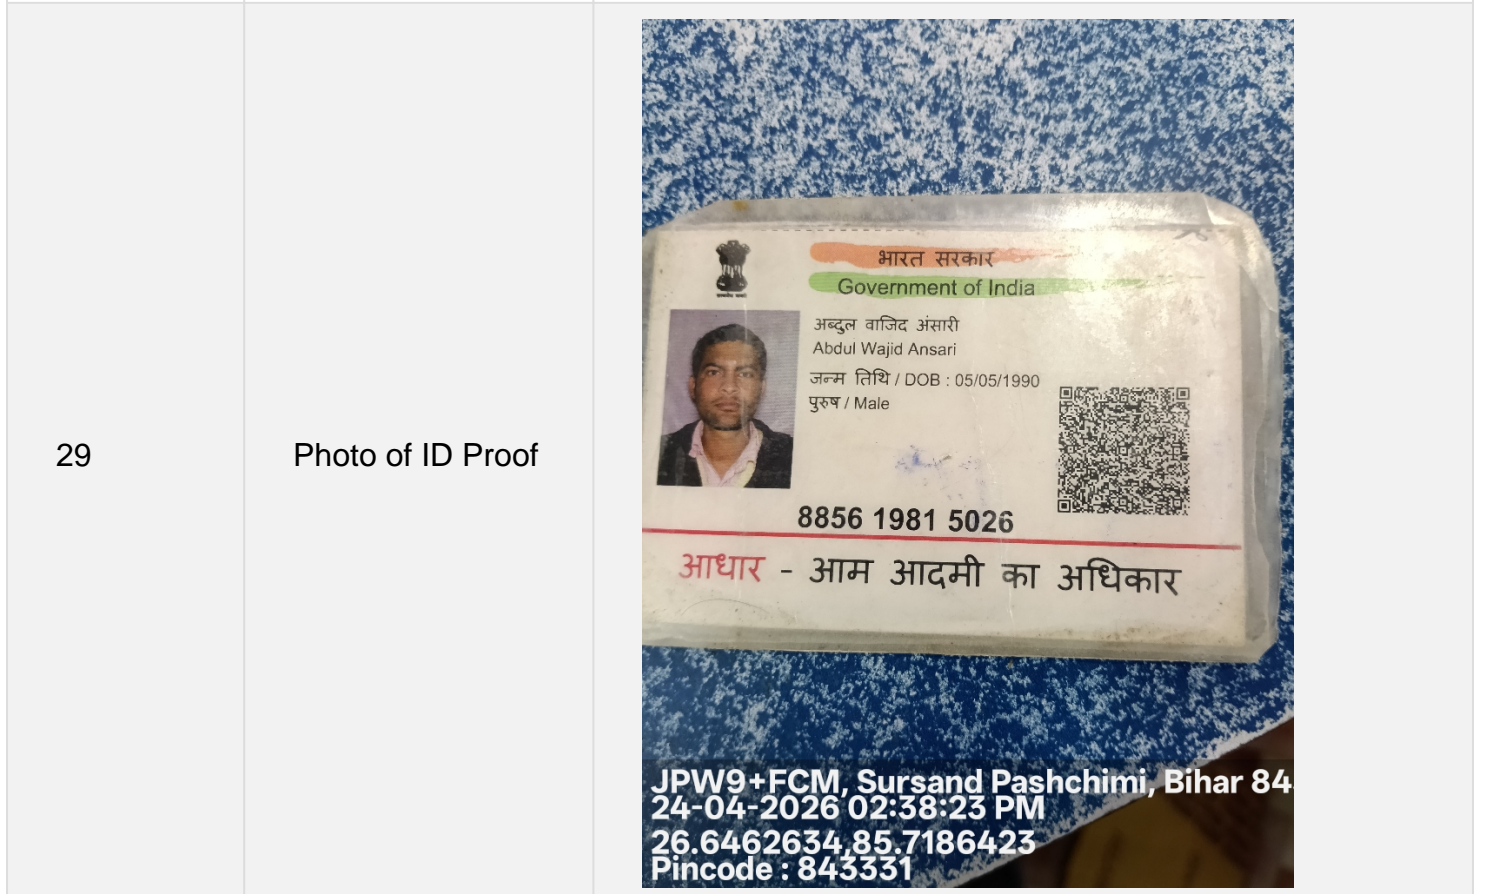 29
Photo of ID Proof
भारत सरकार
Government of India
अब्दुल वाजिद अंसारी
Abdul Wajid Ansari
जन्म तिथि / DOB : 05/05/1990
पुरुष / Male
8856 1981 5026
आधार - आम आदमी का अधिकार
JPW9+FCM, Sursand Pashchimi, Bihar 84
24-04-2026 02:38:23 PM
26.6462634,85.7186423
Pincode : 843331